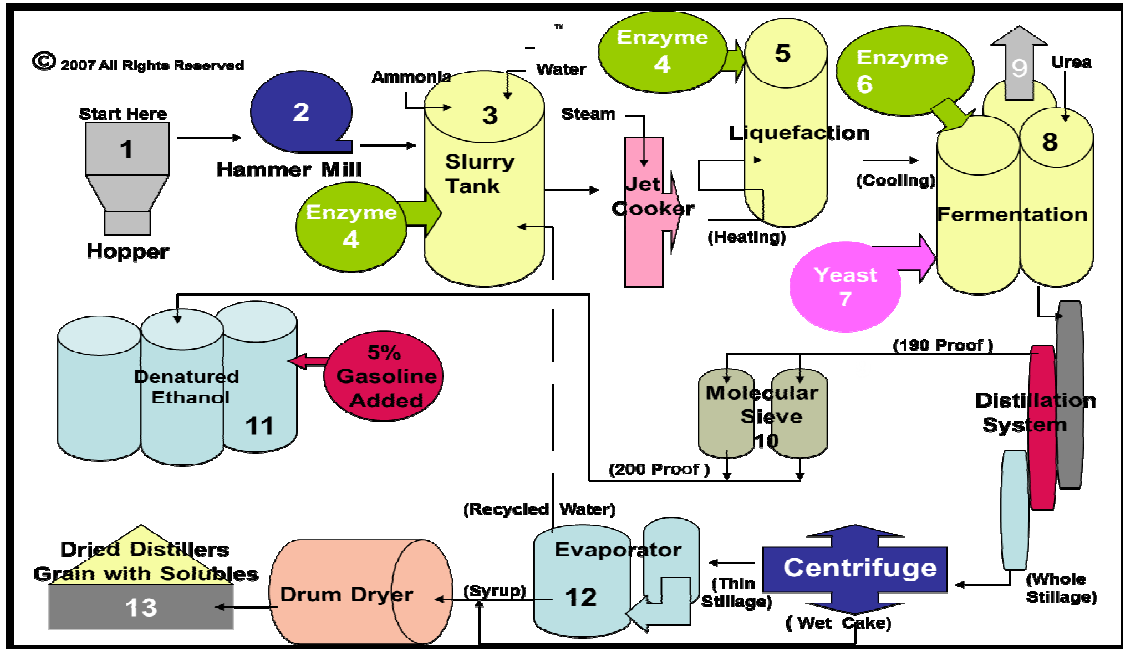 © 2007 All Rights Reserved
™
Start Here
1
Hopper
2
Hammer Mill
Ammonia
Water
3
Slurry
Tank
Enzyme
4
Steam
Jet
Cooker
(Heating)
Enzyme
4
5
Liquefaction
(Cooling)
Enzyme
6
9
Urea
8
Fermentation
Yeast
7
(190 Proof )
Distillation
System
Molecular
Sieve
10
(200 Proof )
Denatured
Ethanol
11
5%
Gasoline
Added
(Recycled Water)
Evaporator
12
(Thin
Stillage)
Centrifuge
(Whole
Stillage)
( Wet Cake)
(Syrup)
Drum Dryer
Dried Distillers
Grain with Solubles
13